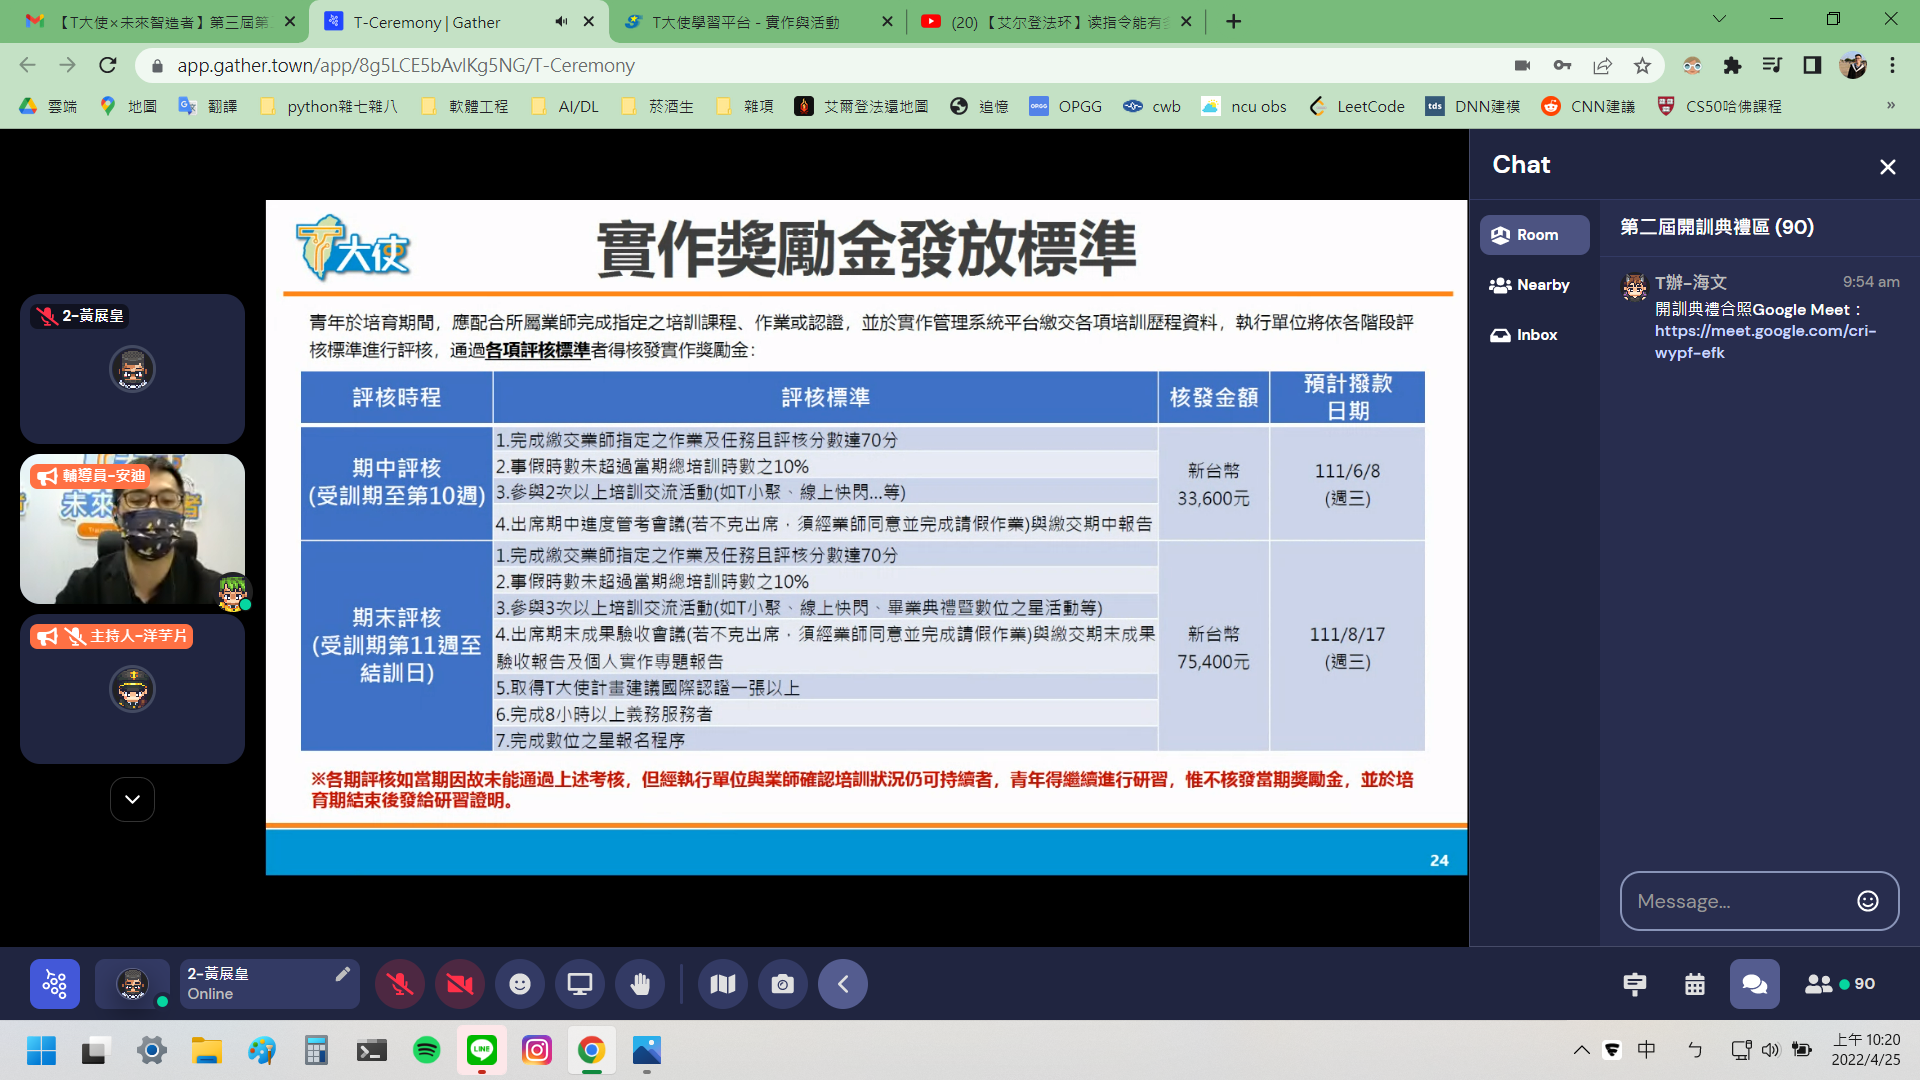 【T大使×未來智造者】第三屆第
T-Ceremony | Gather
T大使學習平台 - 實作與活動
(20) 【艾尔登法环】读指令能有
app.gather.town/app/8g5LCE5bAvlKg5NG/T-Ceremony
雲端
地圖
翻譯
python雜七雜八
軟體工程
AI/DL
菸酒生
雜項
艾爾登法還地圖
追憶
OPGG
cwb
ncu obs
LeetCode
tds
DNN建模
CNN建議
CS50哈佛課程
»
2-黃展皇
輔導員-安迪
主持人-洋芋片
T大使
實作獎勵金發放標準
青年於培育期間，應配合所屬業師完成指定之培訓課程、作業或認證，並於實作管理系統平台繳交各項培訓歷程資料，執行單位將依各階段評
核標準進行評核，通過各項評核標準者得核發實作獎勵金：
評核時程
評核標準
核發金額
預計撥款
日期
期中評核
(受訓期至第10週)
1.完成繳交業師指定之作業及任務且評核分數達70分
2.事假時數未超過當期總培訓時數之10%
3.參與2次以上培訓交流活動(如T小聚、線上快閃...等)
4.出席期中進度管考會議(若不克出席，須經業師同意並完成請假作業)與繳交期中報告
新台幣
33,600元
111/6/8
(週三)
期末評核
(受訓期第11週至
結訓日)
1.完成繳交業師指定之作業及任務且評核分數達70分
2.事假時數未超過當期總培訓時數之10%
3.參與3次以上培訓交流活動(如T小聚、線上快閃、畢業典禮暨數位之星活動等)
4.出席期末成果驗收會議(若不克出席，須經業師同意並完成請假作業)與繳交期末成果
驗收報告及個人實作專題報告
5.取得T大使計畫建議國際認證一張以上
6.完成8小時以上義務服務者
7.完成數位之星報名程序
新台幣
75,400元
111/8/17
(週三)
※各期評核如當期因故未能通過上述考核，但經執行單位與業師確認培訓狀況仍可持續者，青年得繼續進行研習，惟不核發當期獎勵金，並於培
育期結束後發給研習證明。
24
Chat
Room
Nearby
Inbox
第二屆開訓典禮區 (90)
T辦-海文
9:54 am
開訓典禮合照Google Meet：
https://meet.google.com/cri-
wypf-efk
Message...
2-黃展皇
Online
90
中
ㄅ
上午 10:20
2022/4/25